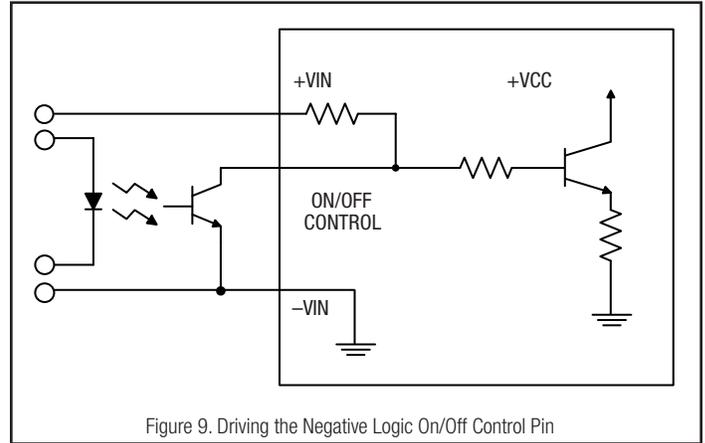 +VIN
+VCC
ON/OFF
CONTROL
–VIN
Figure 9. Driving the Negative Logic On/Off Control Pin